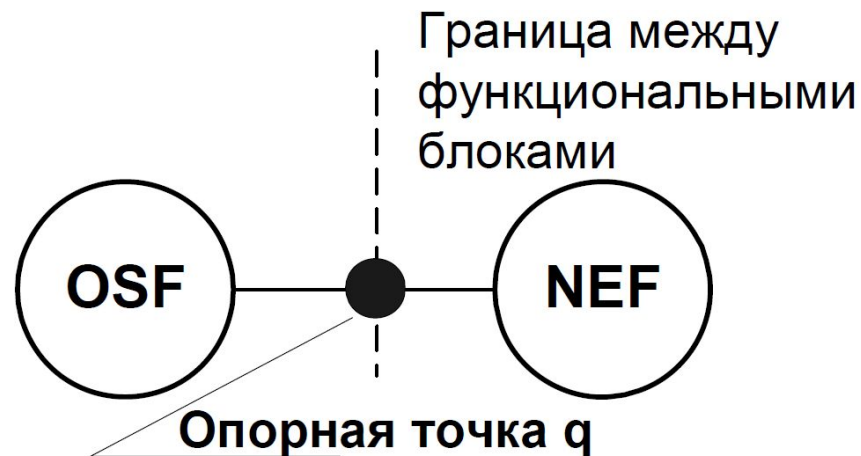 Граница между
функциональными
блоками
OSF
NEF
Опорная точка q